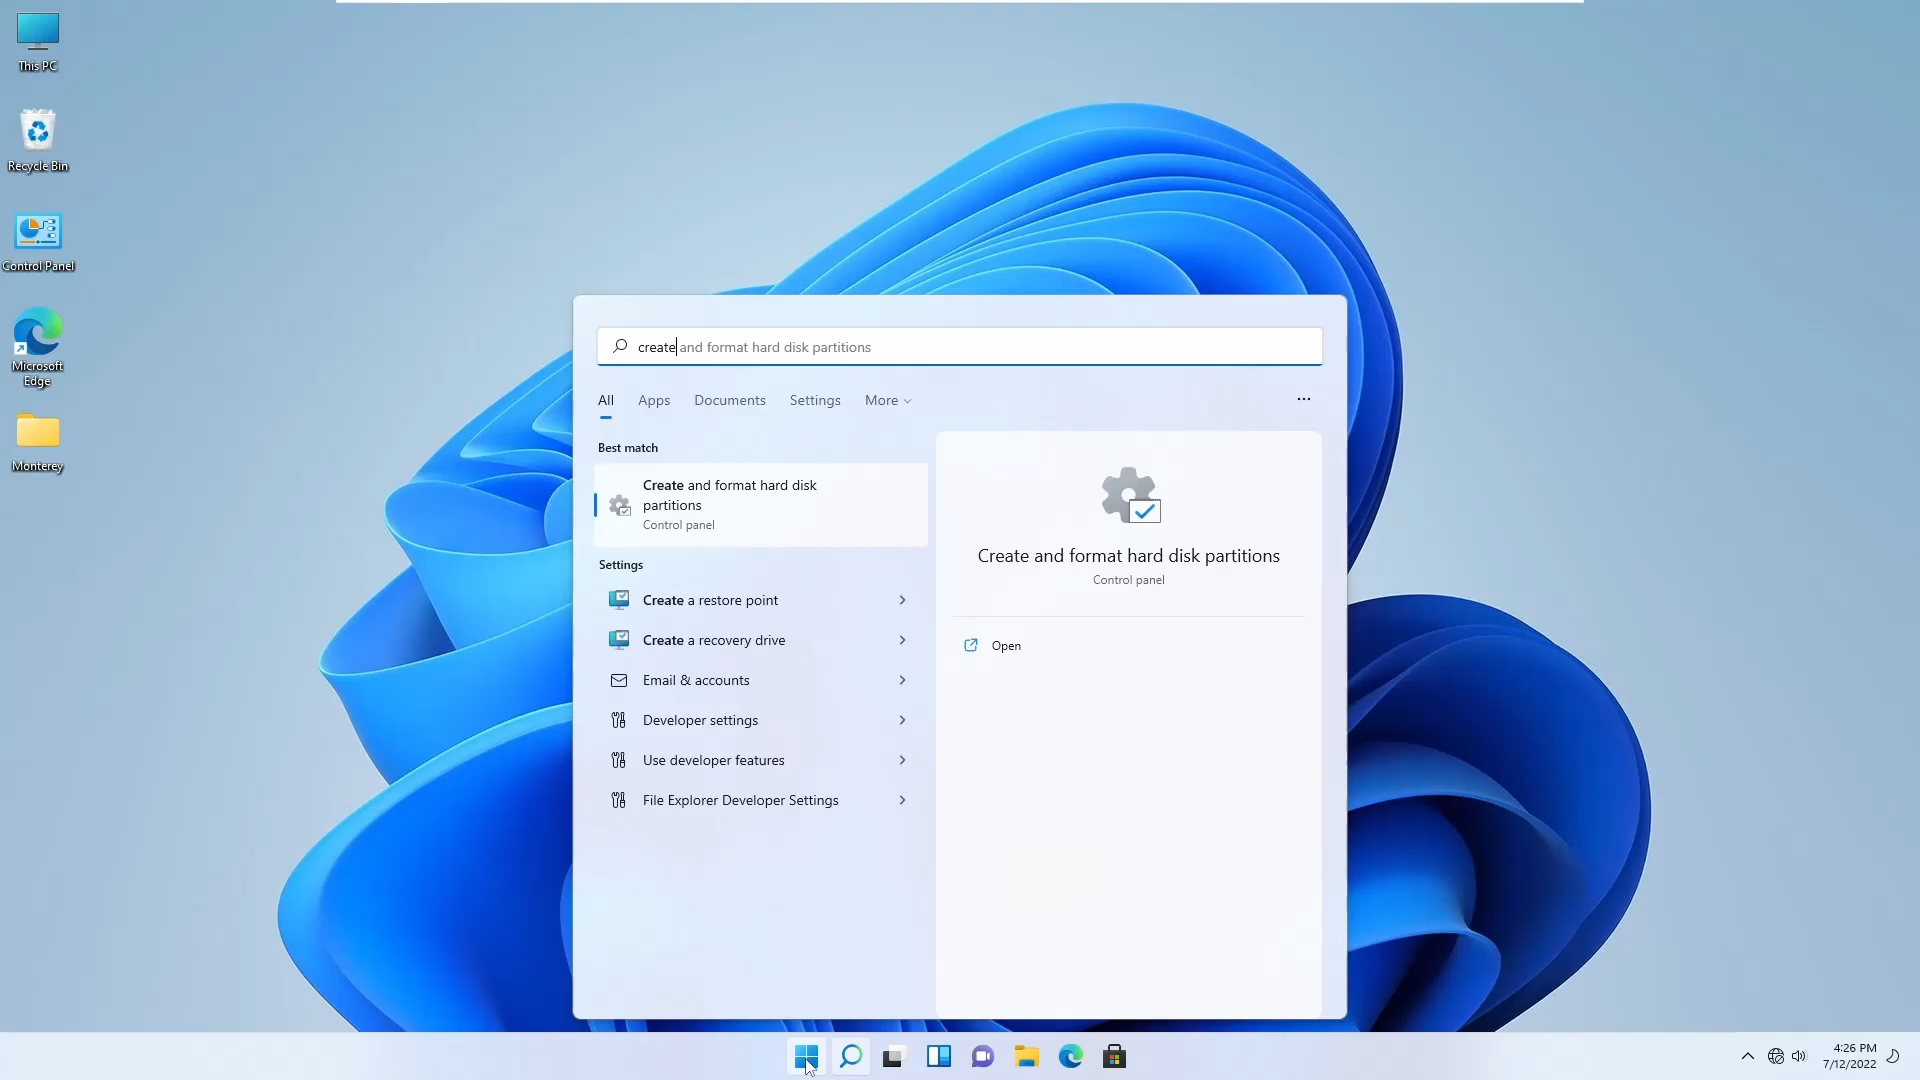 This PC
Recycle Bin
Control Panel
Microsoft
Edge
Monterey
create and format hard disk partitions
All Apps Documents Settings More
Best match
Create and format hard disk
partitions
Control panel
Settings
Create a restore point
Create a recovery drive
Email & accounts
Developer settings
Use developer features
File Explorer Developer Settings
Create and format hard disk partitions
Control panel
Open
4:26 PM
7/12/2022